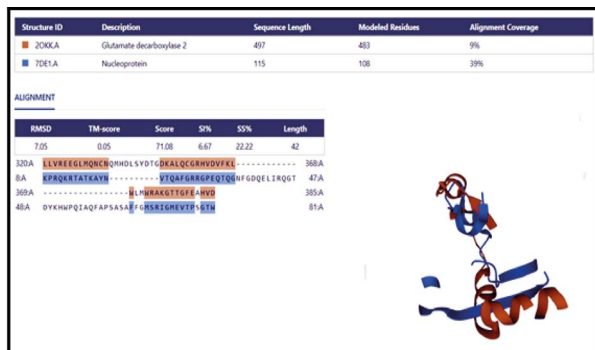 Structure ID Description Sequence Length Modeled Residues Alignment Coverage
2OKK.A Glutamate decarboxylase 2 497 483 9%
7DE1.A Nucleoprotein 115 108 39%
ALIGNMENT
RMSD TM-score Score SI% SS% Length
7.05 0.05 71.08 6.67 22.22 42
320:A LLVREEGLMQNCNQMHDLSYDTGDKALQCGRHVDVFKL------------ 368:A
8:A KPRQKRTATKAYN----------VTQAFGRRGPEQTQGNFGDQELIRQGT 47:A
369:A ----------------WLMWRAKGTTGFEAHVD 385:A
48:A DYKHWPQIAQFAPSASAFFGMSRIGMEVTPSGTW 81:A